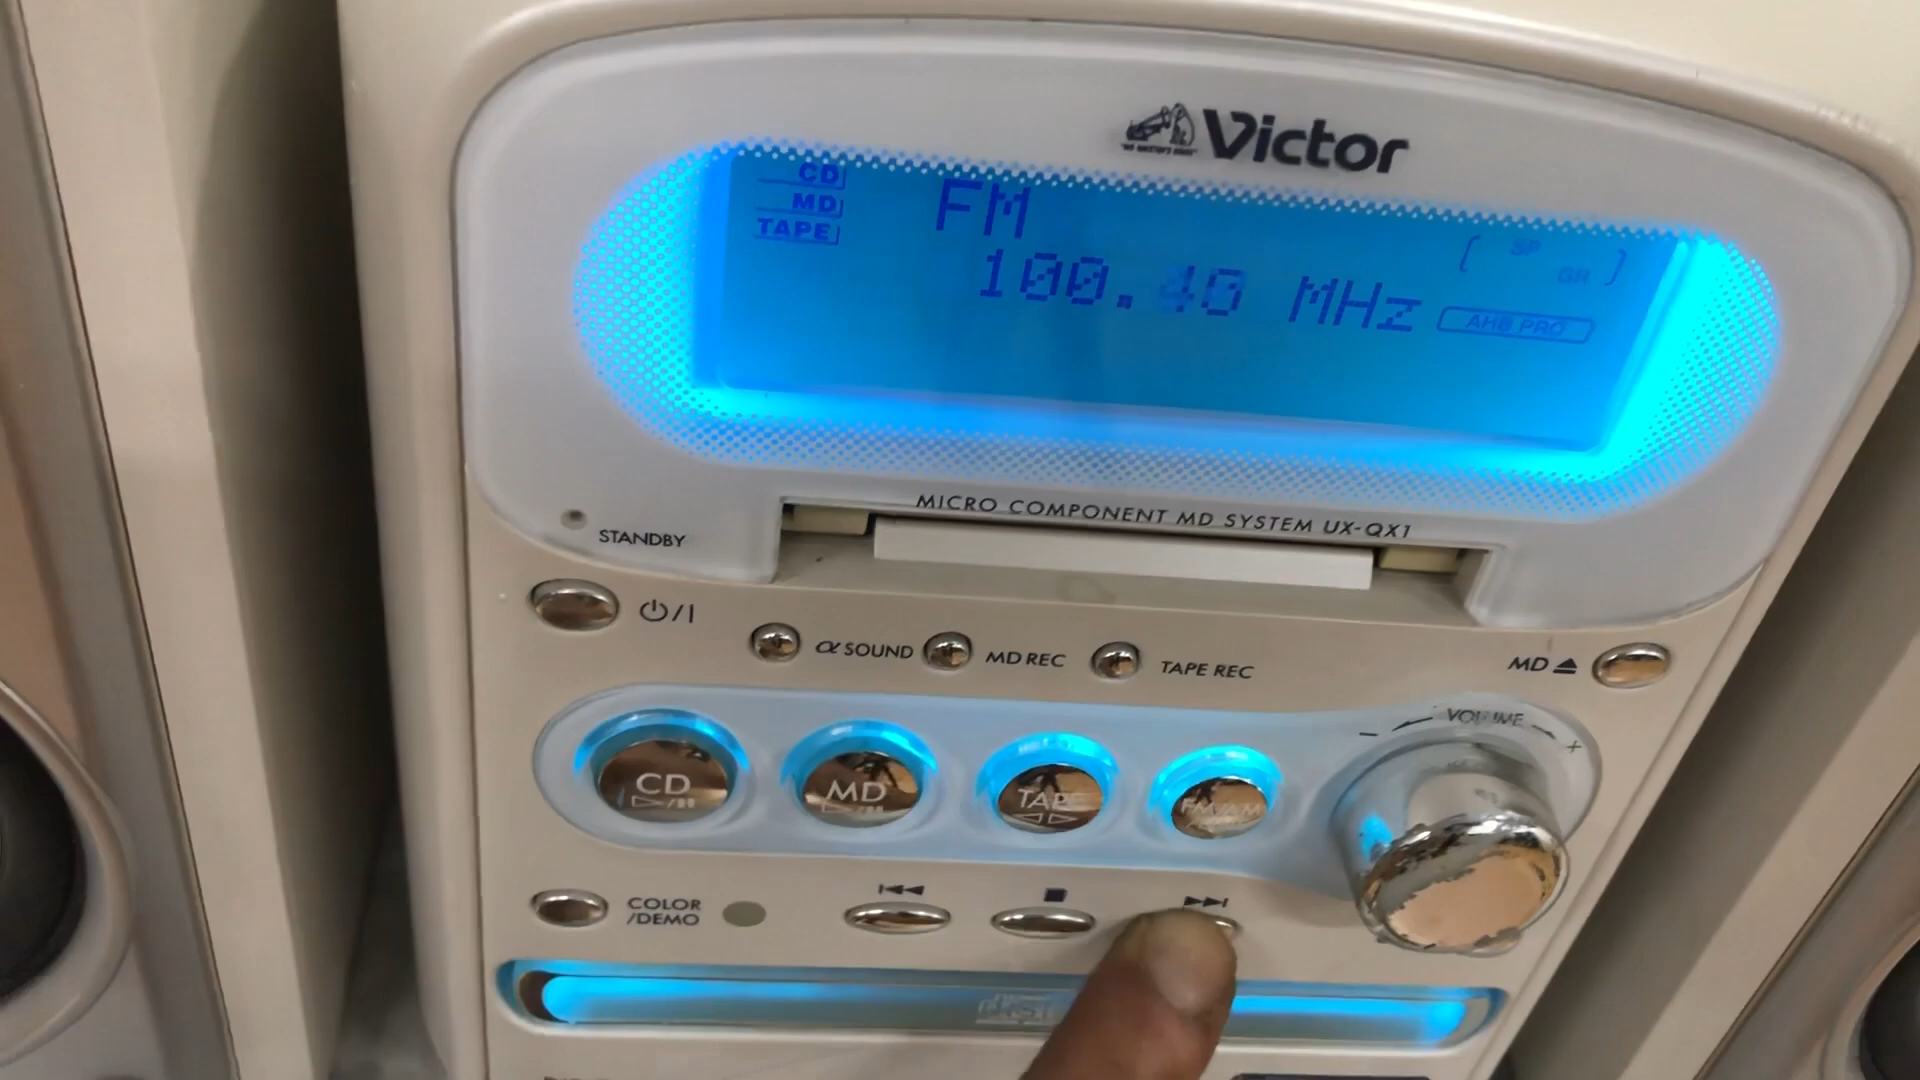 Victor
CD
MD
TAPE
FM
100.40 MHz
SP
GR
AHB PRO
MICRO COMPONENT MD SYSTEM UX-QX1
STANDBY
⏻/I
α SOUND
MD REC
TAPE REC
MD ⏏
VOLUME
− +
CD
MD
TAPE
FM/AM
COLOR
/DEMO